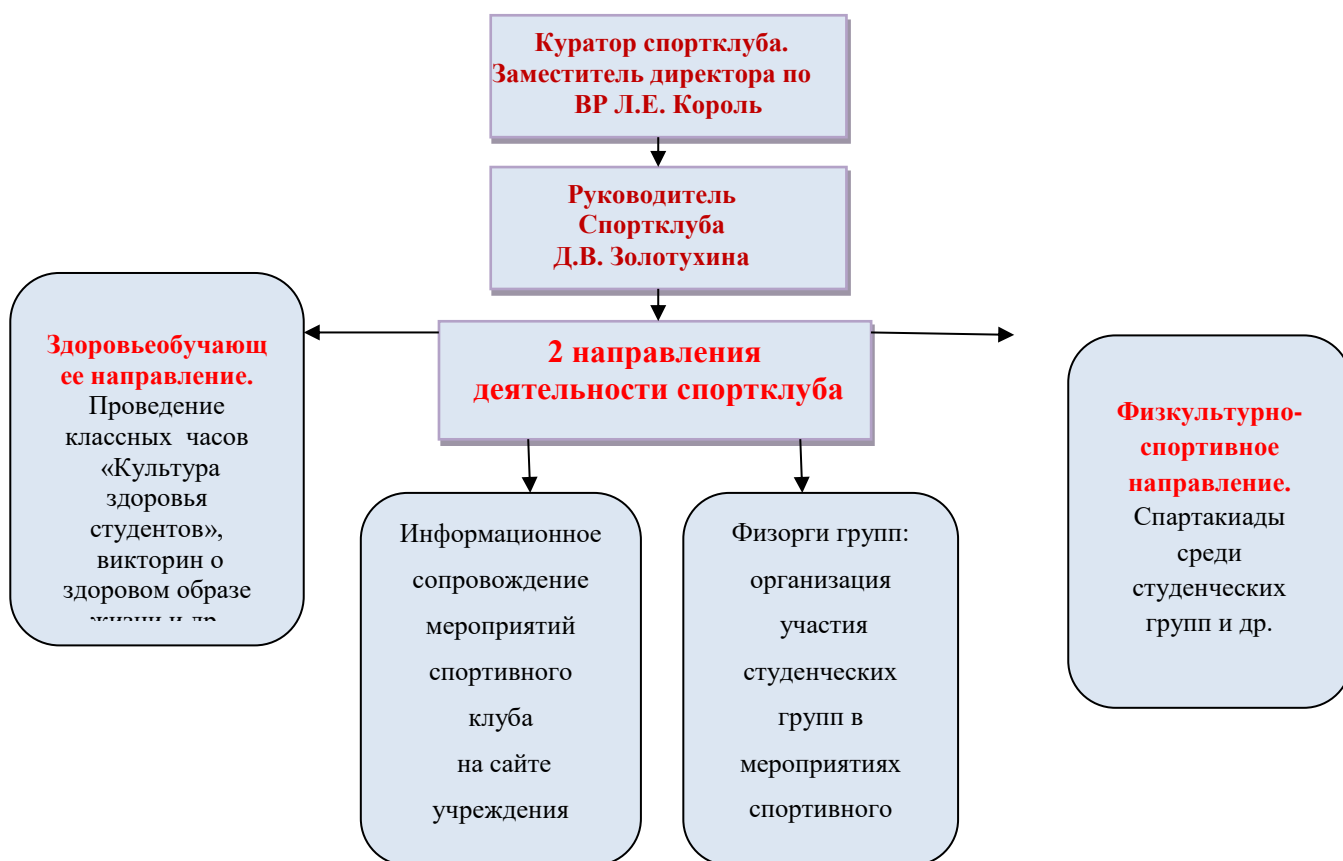 Куратор спортклуба.
Заместитель директора по
ВР Л.Е. Король
Руководитель
Спортклуба
Д.В. Золотухина
2 направления
деятельности спортклуба
Здоровьеобучающ
ее направление.
Проведение
классных часов
«Культура
здоровья
студентов»,
викторин о
здоровом образе
жизни и др
Информационное
сопровождение
мероприятий
спортивного
клуба
на сайте
учреждения
Физорги групп:
организация
участия
студенческих
групп в
мероприятиях
спортивного
Физкультурно-
спортивное
направление.
Спартакиады
среди
студенческих
групп и др.